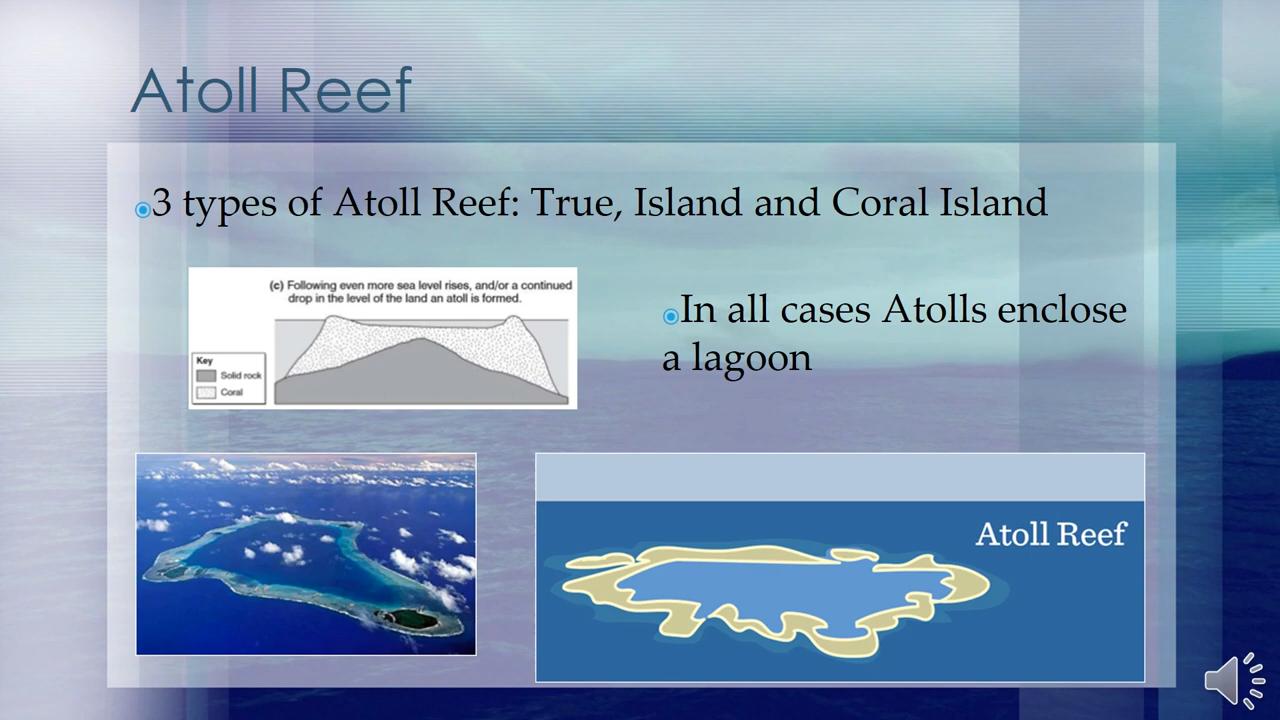 Atoll Reef
3 types of Atoll Reef: True, Island and Coral Island
(c) Following even more sea level rises, and/or a continued
drop in the level of the land an atoll is formed.
Key
Solid rock
Coral
In all cases Atolls enclose
a lagoon
Atoll Reef